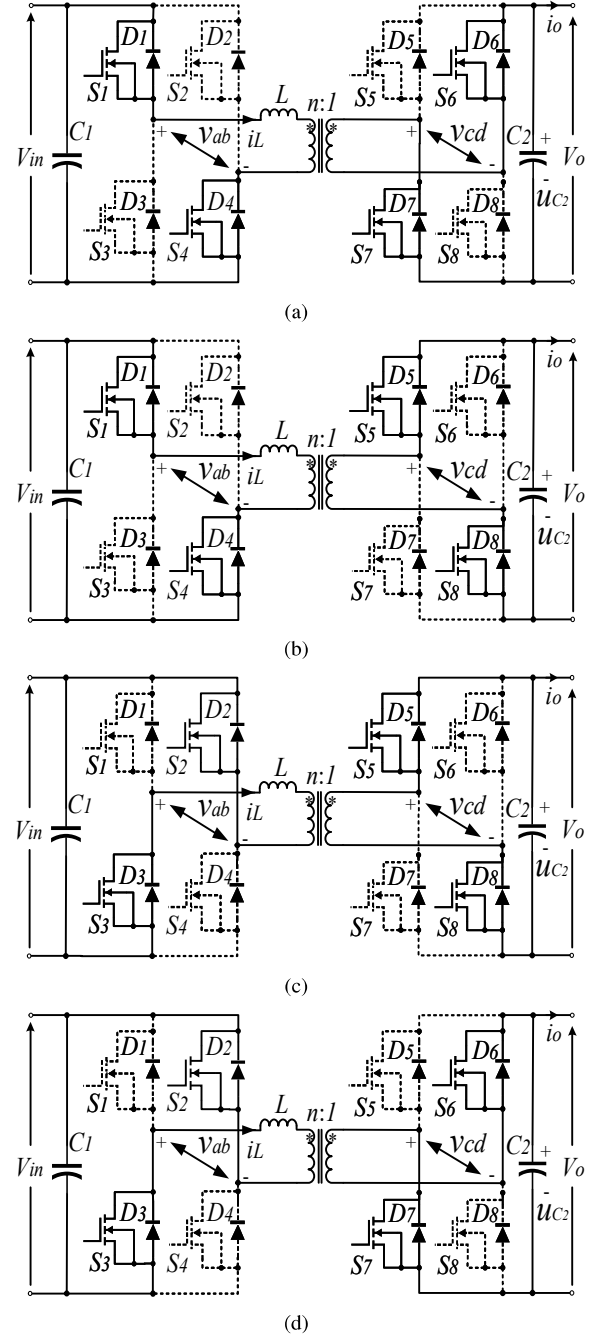 D1 D2 D5 D6 io
S1 S2 S5 S6
L n:1
C1 + vab iL * * + vcd C2 +
Vin - - - uC2 Vo
D3 D4 D7 D8
S3 S4 S7 S8
(a)
D1 D2 D5 D6 io
S1 S2 S5 S6
L n:1
C1 + vab iL * * + vcd C2 +
Vin - - - uC2 Vo
D3 D4 D7 D8
S3 S4 S7 S8
(b)
D1 D2 D5 D6 io
S1 S2 S5 S6
L n:1
C1 + vab iL * * + vcd C2 +
Vin - - - uC2 Vo
D3 D4 D7 D8
S3 S4 S7 S8
(c)
D1 D2 D5 D6 io
S1 S2 S5 S6
L n:1
C1 + vab iL * * + vcd C2 +
Vin - - - uC2 Vo
D3 D4 D7 D8
S3 S4 S7 S8
(d)